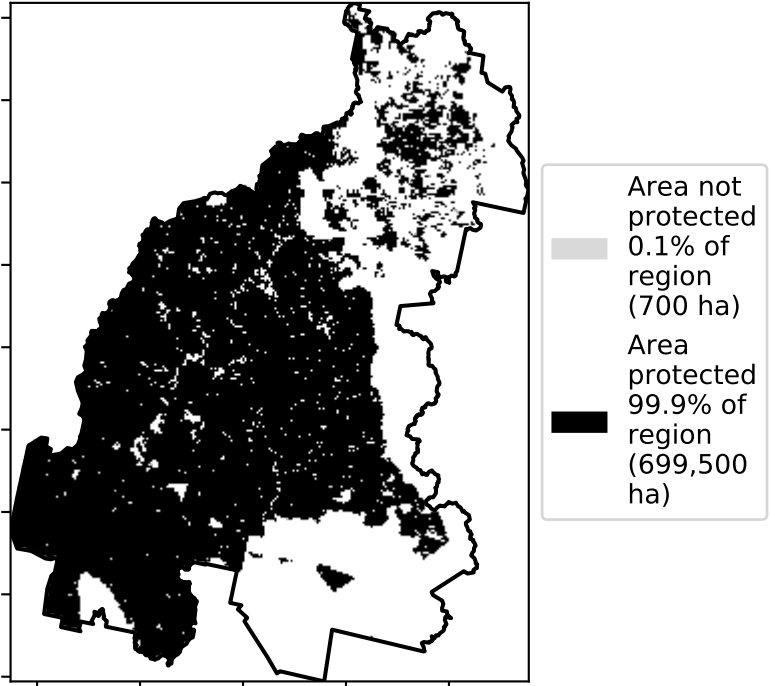 Area not
protected
0.1% of
region
(700 ha)
Area
protected
99.9% of
region
(699,500
ha)